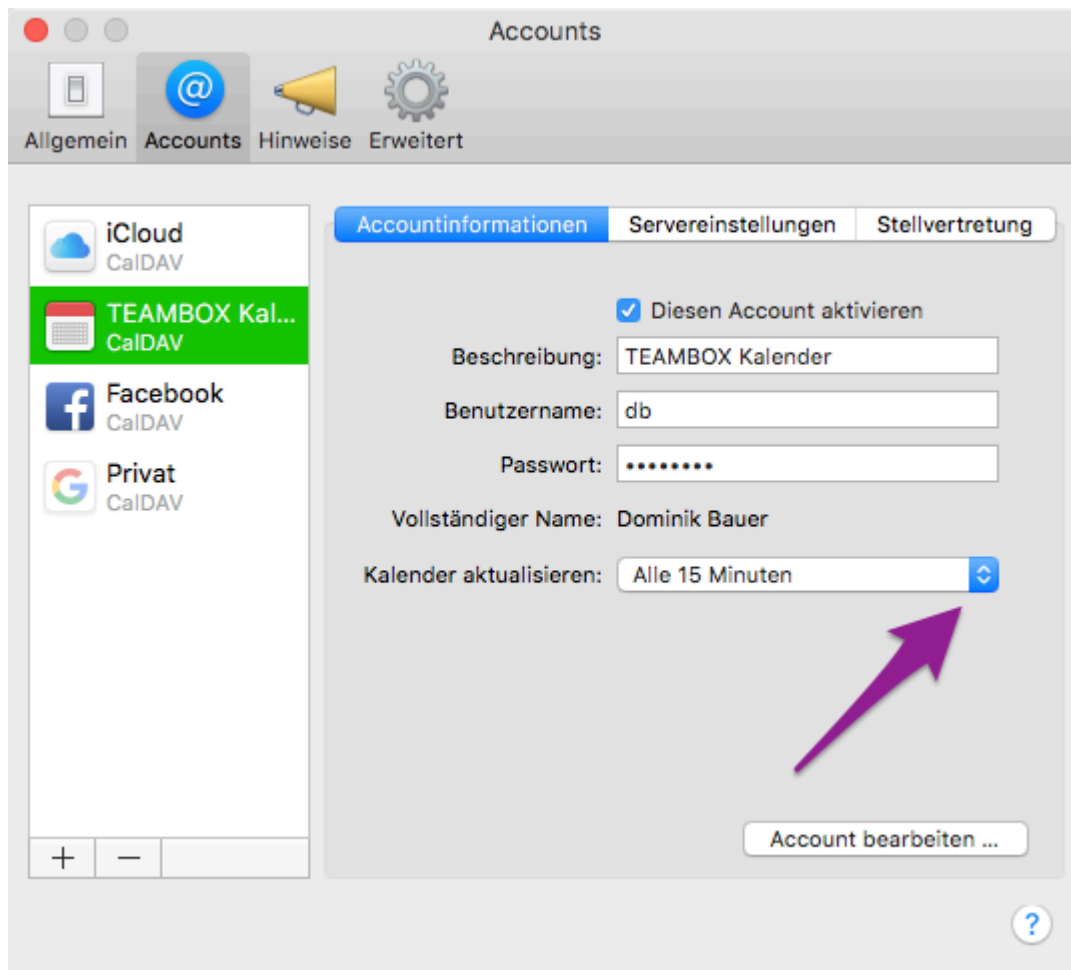 Accounts
Allgemein Accounts Hinweise Erweitert
iCloud
CalDAV
TEAMBOX Kal...
CalDAV
Facebook
CalDAV
Privat
CalDAV
Accountinformationen Servereinstellungen Stellvertretung
Diesen Account aktivieren
Beschreibung: TEAMBOX Kalender
Benutzername: db
Passwort: ••••••••
Vollständiger Name: Dominik Bauer
Kalender aktualisieren: Alle 15 Minuten
Account bearbeiten ...
+ −
?